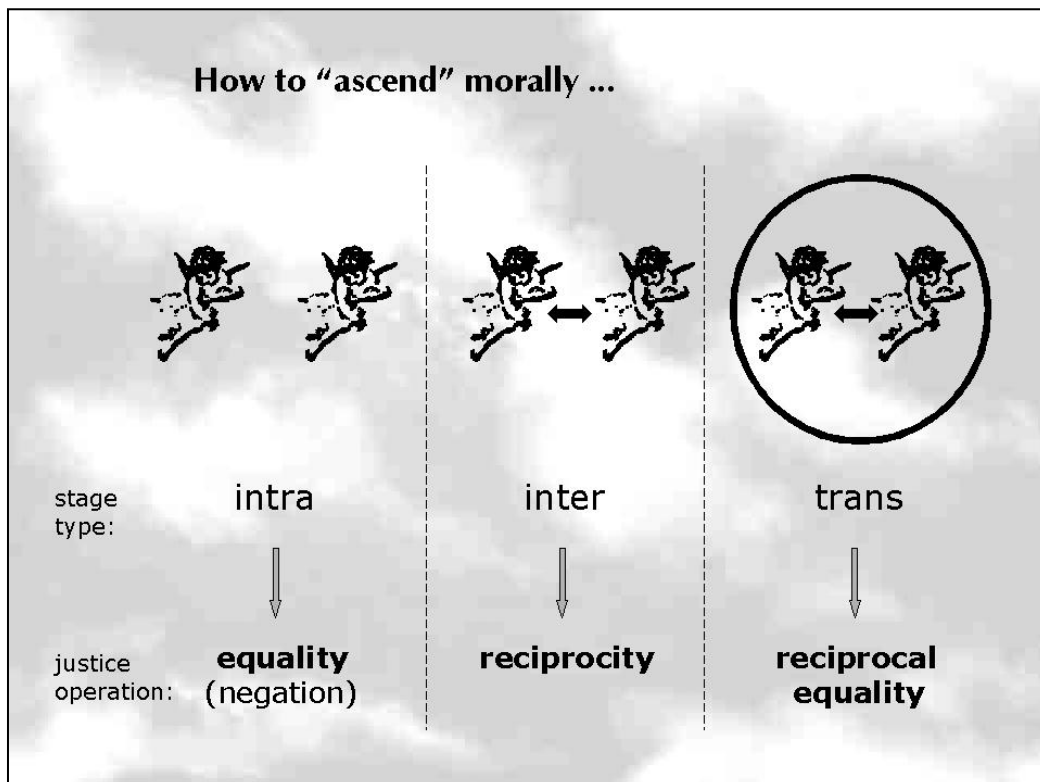 How to “ascend” morally ...
stage
type:
intra
inter
trans
justice
operation:
equality
(negation)
reciprocity
reciprocal
equality